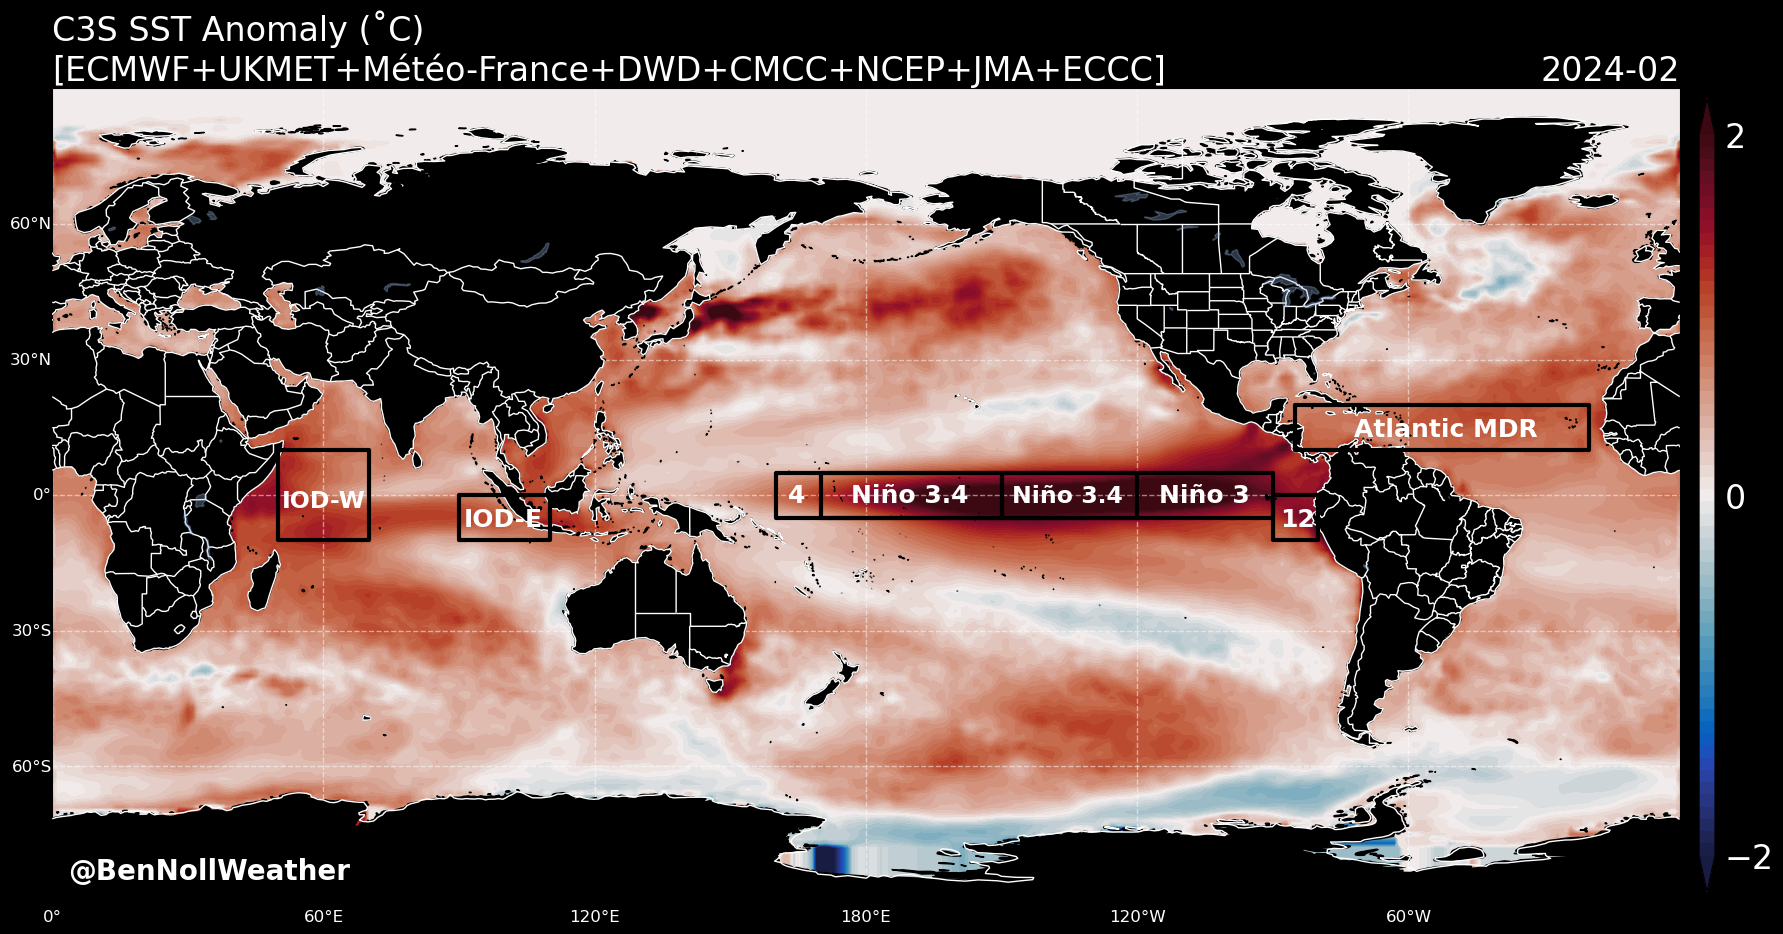 C3S SST Anomaly (˚C)
[ECMWF+UKMET+Météo-France+DWD+CMCC+NCEP+JMA+ECCC]
2024-02
2
0
−2
60°N
30°N
0°
30°S
60°S
Atlantic MDR
IOD-W
IOD-E
4
Niño 3.4
Niño 3.4
Niño 3
12
@BenNollWeather
0°
60°E
120°E
180°E
120°W
60°W